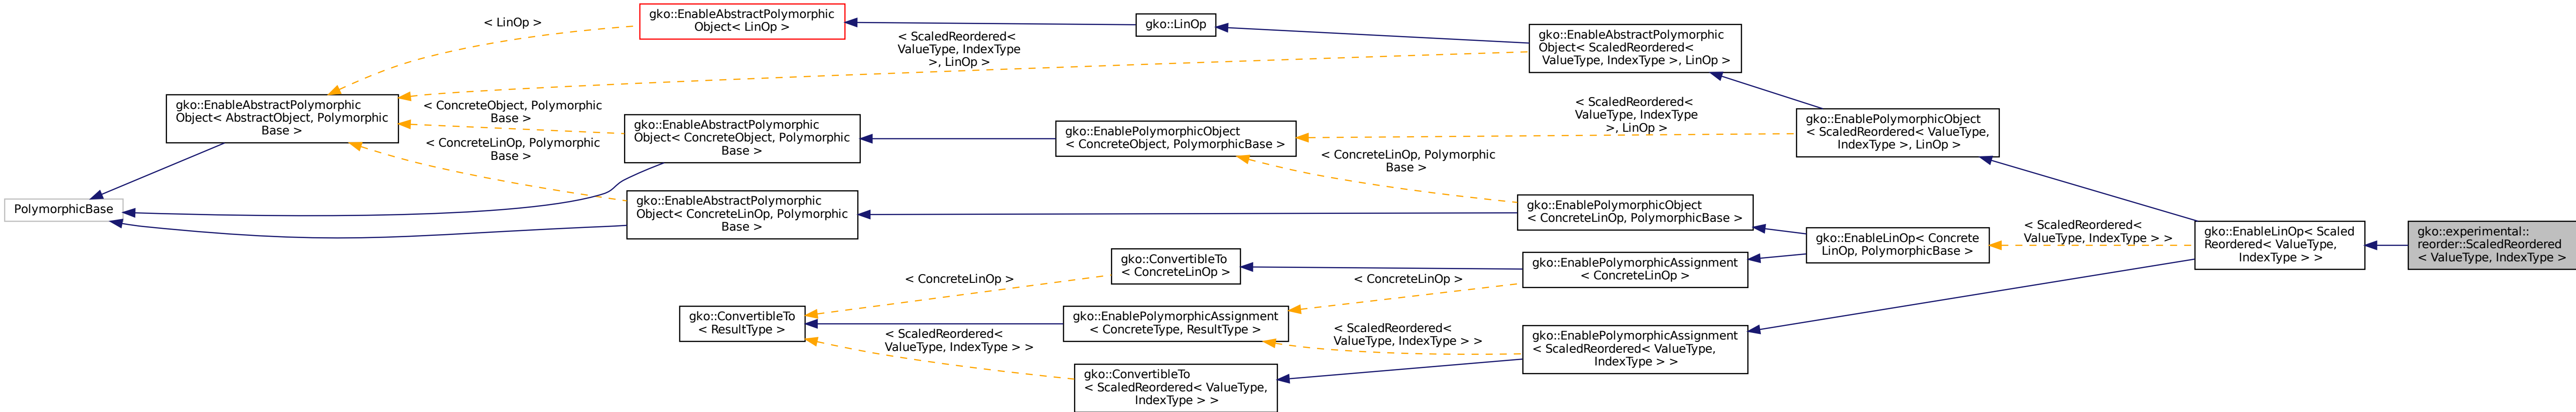 PolymorphicBase
gko::EnableAbstractPolymorphic
Object< AbstractObject, Polymorphic
Base >
< LinOp >
< ConcreteObject, Polymorphic
Base >
< ConcreteLinOp, Polymorphic
Base >
gko::EnableAbstractPolymorphic
Object< LinOp >
gko::EnableAbstractPolymorphic
Object< ConcreteObject, Polymorphic
Base >
gko::EnableAbstractPolymorphic
Object< ConcreteLinOp, Polymorphic
Base >
gko::ConvertibleTo
< ResultType >
< ScaledReordered<
ValueType, IndexType
>, LinOp >
< ConcreteLinOp >
< ScaledReordered<
ValueType, IndexType > >
gko::LinOp
gko::EnablePolymorphicObject
< ConcreteObject, PolymorphicBase >
gko::ConvertibleTo
< ConcreteLinOp >
gko::EnablePolymorphicAssignment
< ConcreteType, ResultType >
gko::ConvertibleTo
< ScaledReordered< ValueType,
IndexType > >
< ConcreteLinOp, Polymorphic
Base >
< ConcreteLinOp >
< ScaledReordered<
ValueType, IndexType > >
gko::EnableAbstractPolymorphic
Object< ScaledReordered<
ValueType, IndexType >, LinOp >
< ScaledReordered<
ValueType, IndexType
>, LinOp >
gko::EnablePolymorphicObject
< ConcreteLinOp, PolymorphicBase >
gko::EnablePolymorphicAssignment
< ConcreteLinOp >
gko::EnablePolymorphicAssignment
< ScaledReordered< ValueType,
IndexType > >
gko::EnablePolymorphicObject
< ScaledReordered< ValueType,
IndexType >, LinOp >
gko::EnableLinOp< Concrete
LinOp, PolymorphicBase >
< ScaledReordered<
ValueType, IndexType > >
gko::EnableLinOp< Scaled
Reordered< ValueType,
IndexType > >
gko::experimental::
reorder::ScaledReordered
< ValueType, IndexType >